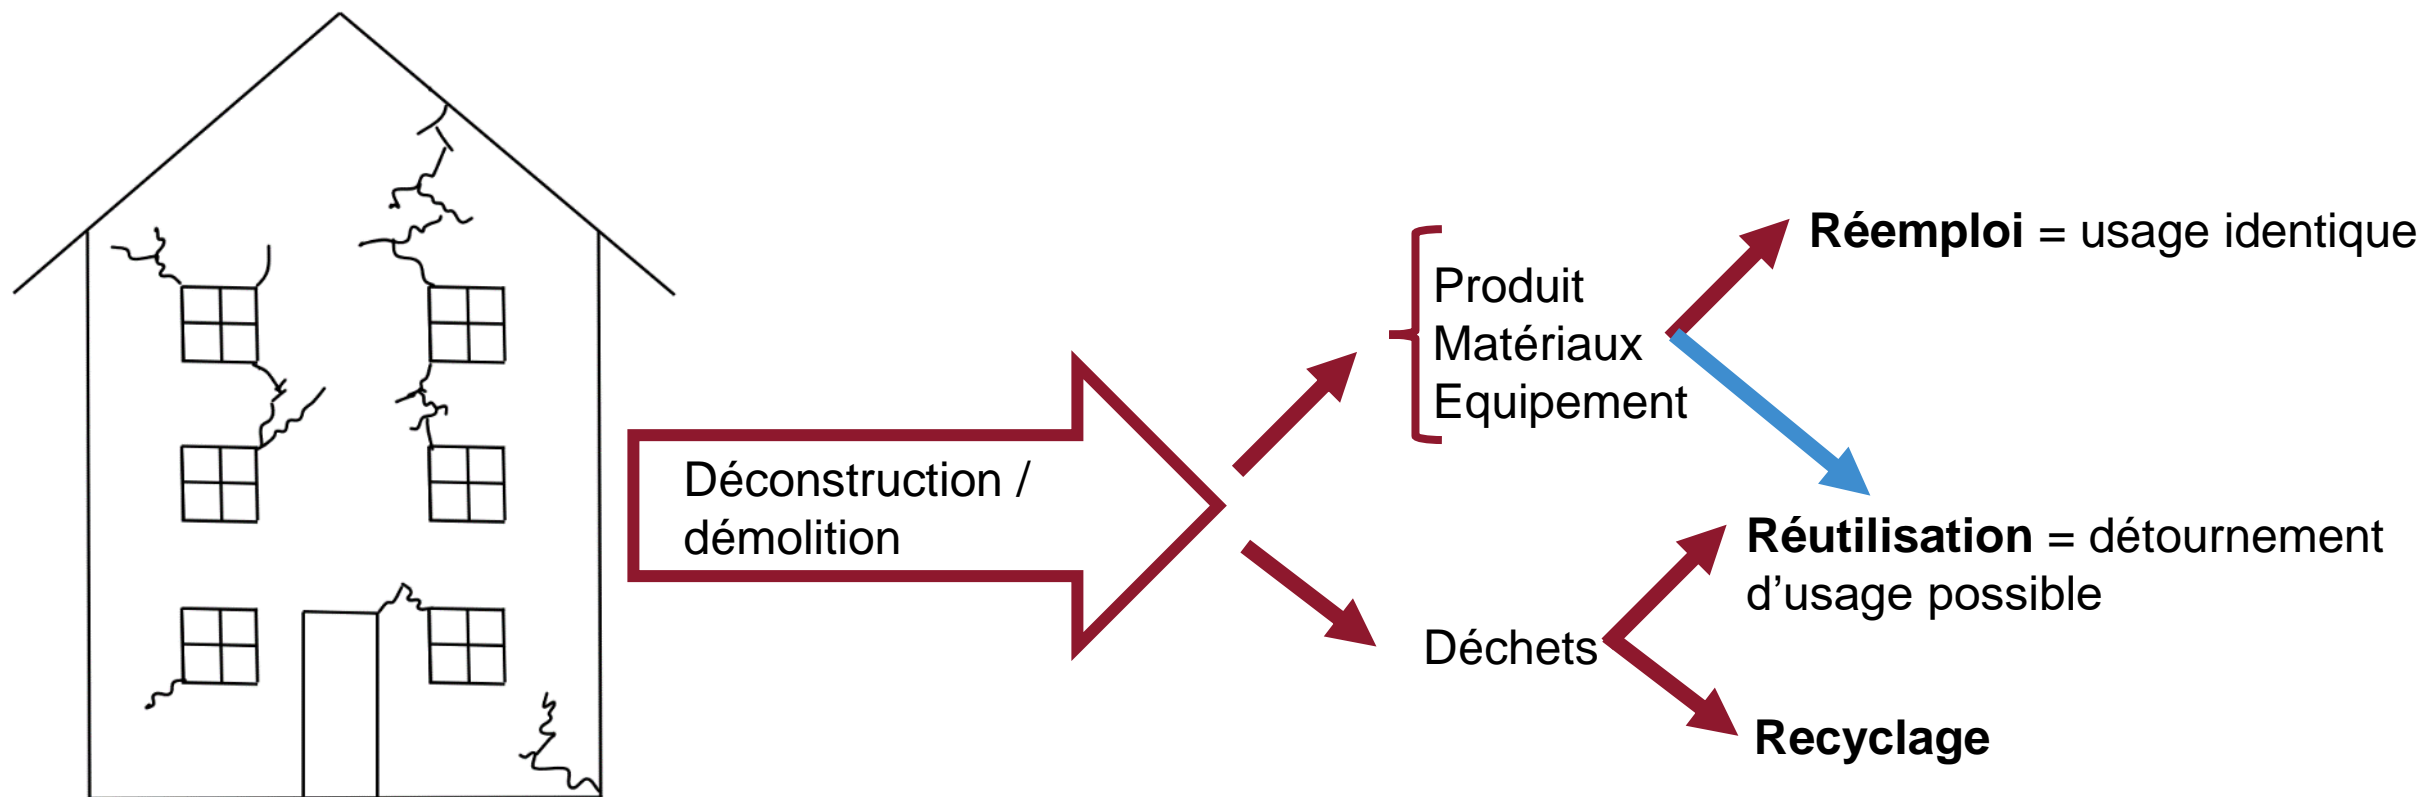 Déconstruction /
démolition
Produit
Matériaux
Equipement
Déchets
Réemploi = usage identique
Réutilisation = détournement
d’usage possible
Recyclage